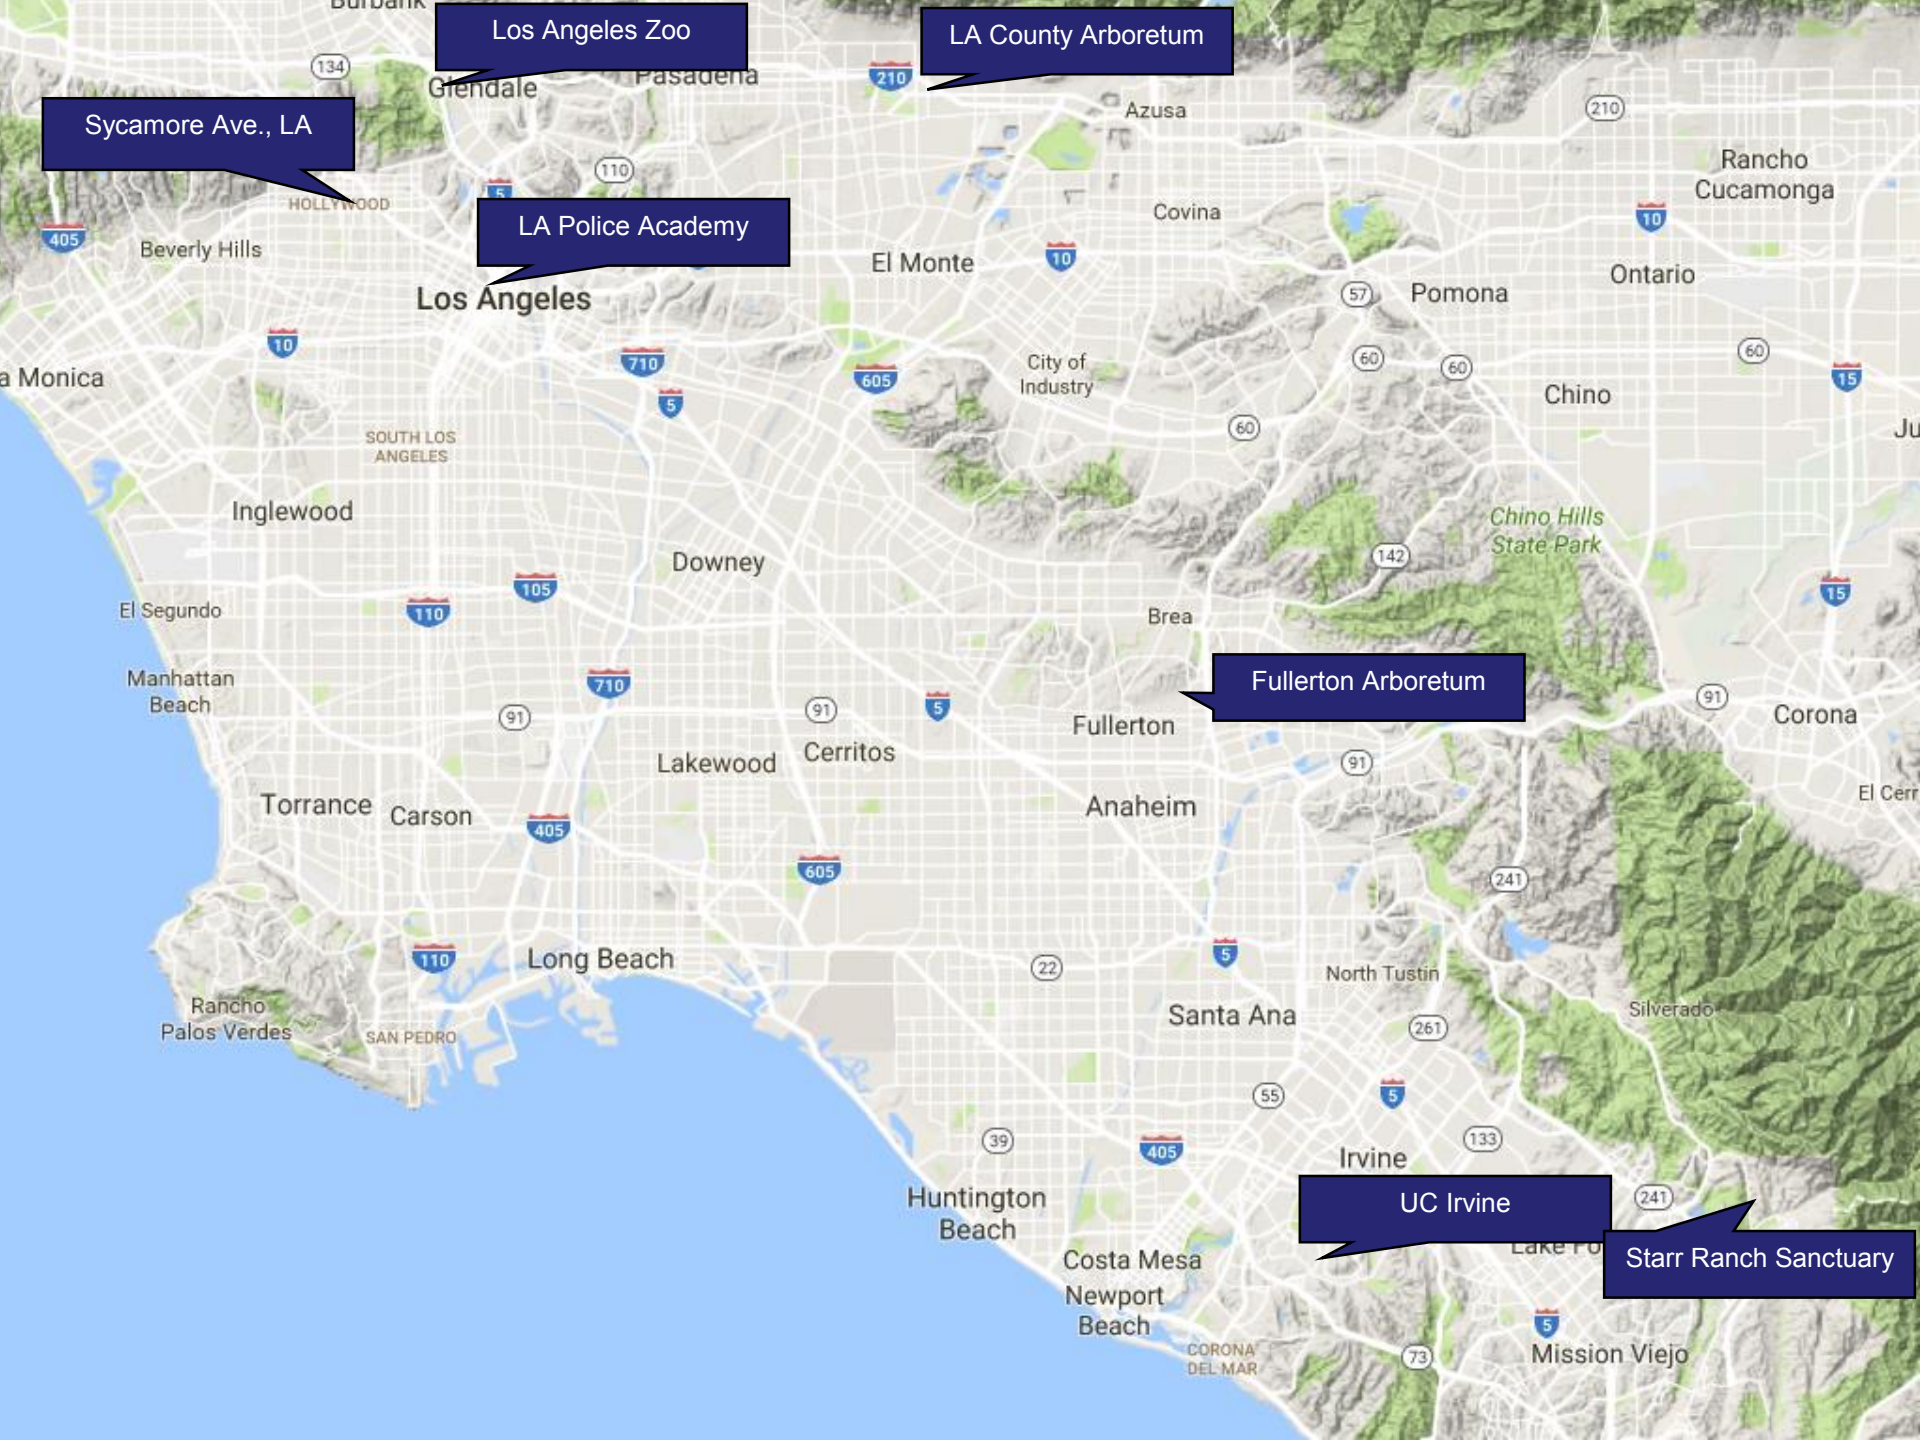 Burbank
Los Angeles Zoo
LA County Arboretum
134
Glendale
Pasadena
210
Azusa
210
Sycamore Ave., LA
Rancho
Cucamonga
110
5
HOLLYWOOD
LA Police Academy
Covina
10
405
Beverly Hills
El Monte
10
Ontario
Los Angeles
57
Pomona
10
710
605
City of
Industry
60
60
60
15
a Monica
5
Chino
60
Ju
SOUTH LOS
ANGELES
Inglewood
Chino Hills
State Park
Downey
142
105
15
El Segundo
110
Brea
Manhattan
Beach
710
Fullerton Arboretum
91
91
5
91
Corona
Fullerton
Lakewood
Cerritos
91
El Cerr
Torrance
Carson
Anaheim
405
605
241
110
Long Beach
22
5
North Tustin
Rancho
Palos Verdes
SAN PEDRO
Santa Ana
261
Silverado
55
5
39
405
133
Irvine
Huntington
Beach
UC Irvine
241
Costa Mesa
Lake Fo
Starr Ranch Sanctuary
Newport
Beach
5
CORONA
DEL MAR
73
Mission Viejo